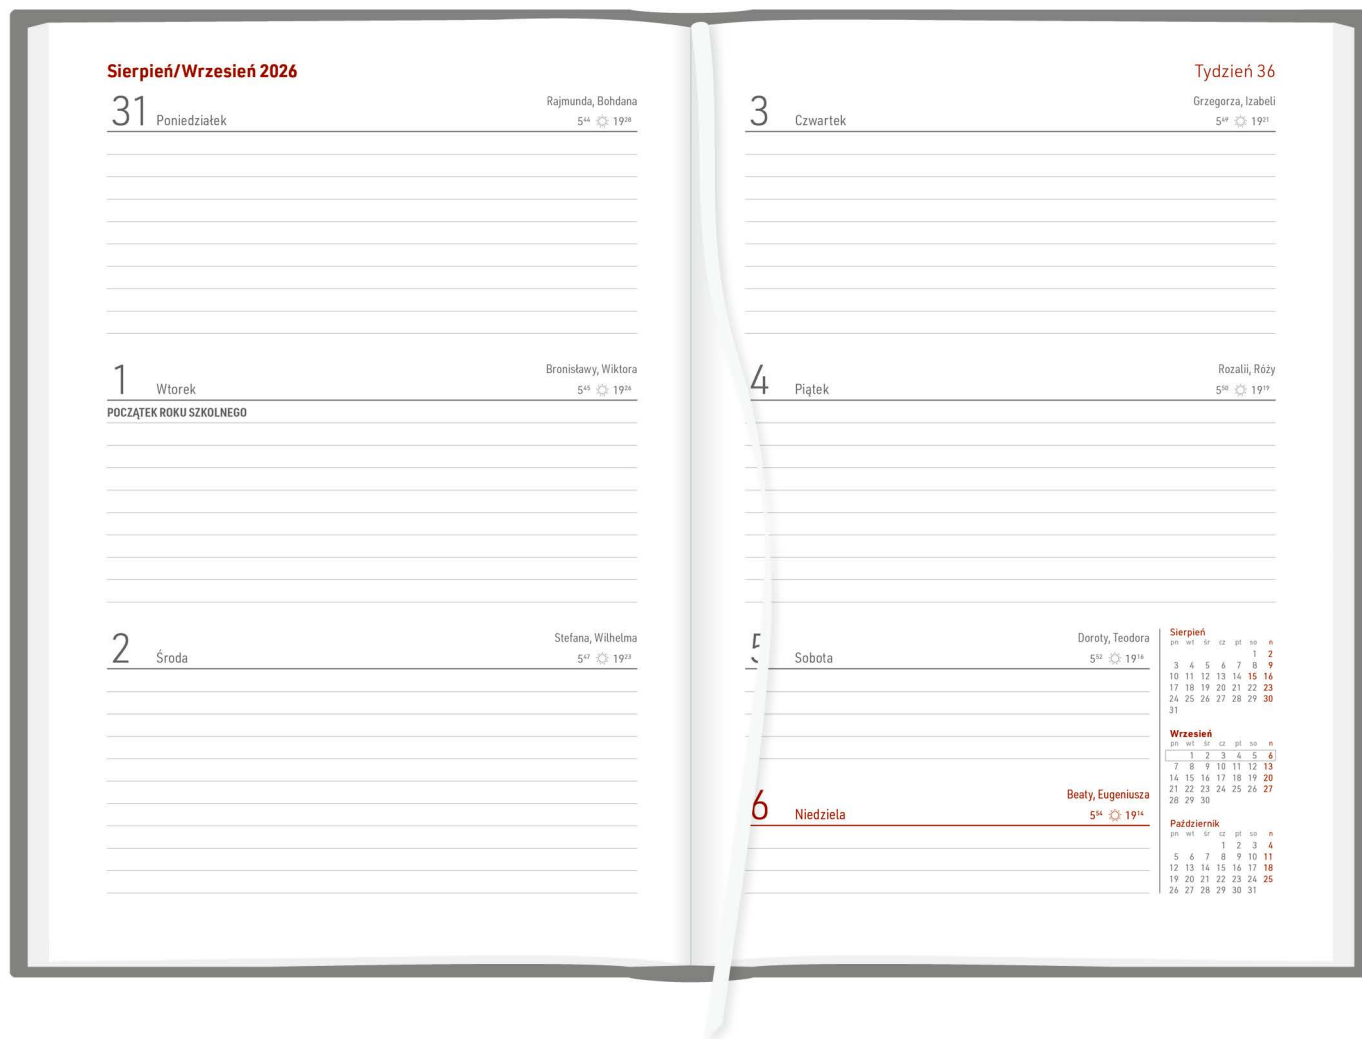 Sierpień/Wrzesień 2026
31 Poniedziałek
Rajmunda, Bohdana
5⁴⁴ 19²⁸
1 Wtorek
Bronisławy, Wiktora
5⁴⁵ 19²⁶
POCZĄTEK ROKU SZKOLNEGO
2 Środa
Stefana, Wilhelma
5⁴⁷ 19²³
Tydzień 36
3 Czwartek
Grzegorza, Izabeli
5⁴⁹ 19²¹
4 Piątek
Rozalii, Róży
5⁵⁰ 19¹⁹
5 Sobota
Doroty, Teodora
5⁵² 19¹⁶
6 Niedziela
Beaty, Eugeniusza
5⁵⁴ 19¹⁴
Sierpień
pn wt śr cz pt so n
1 2
3 4 5 6 7 8 9
10 11 12 13 14 15 16
17 18 19 20 21 22 23
24 25 26 27 28 29 30
31
Wrzesień
pn wt śr cz pt so n
1 2 3 4 5 6
7 8 9 10 11 12 13
14 15 16 17 18 19 20
21 22 23 24 25 26 27
28 29 30
Październik
pn wt śr cz pt so n
1 2 3 4
5 6 7 8 9 10 11
12 13 14 15 16 17 18
19 20 21 22 23 24 25
26 27 28 29 30 31